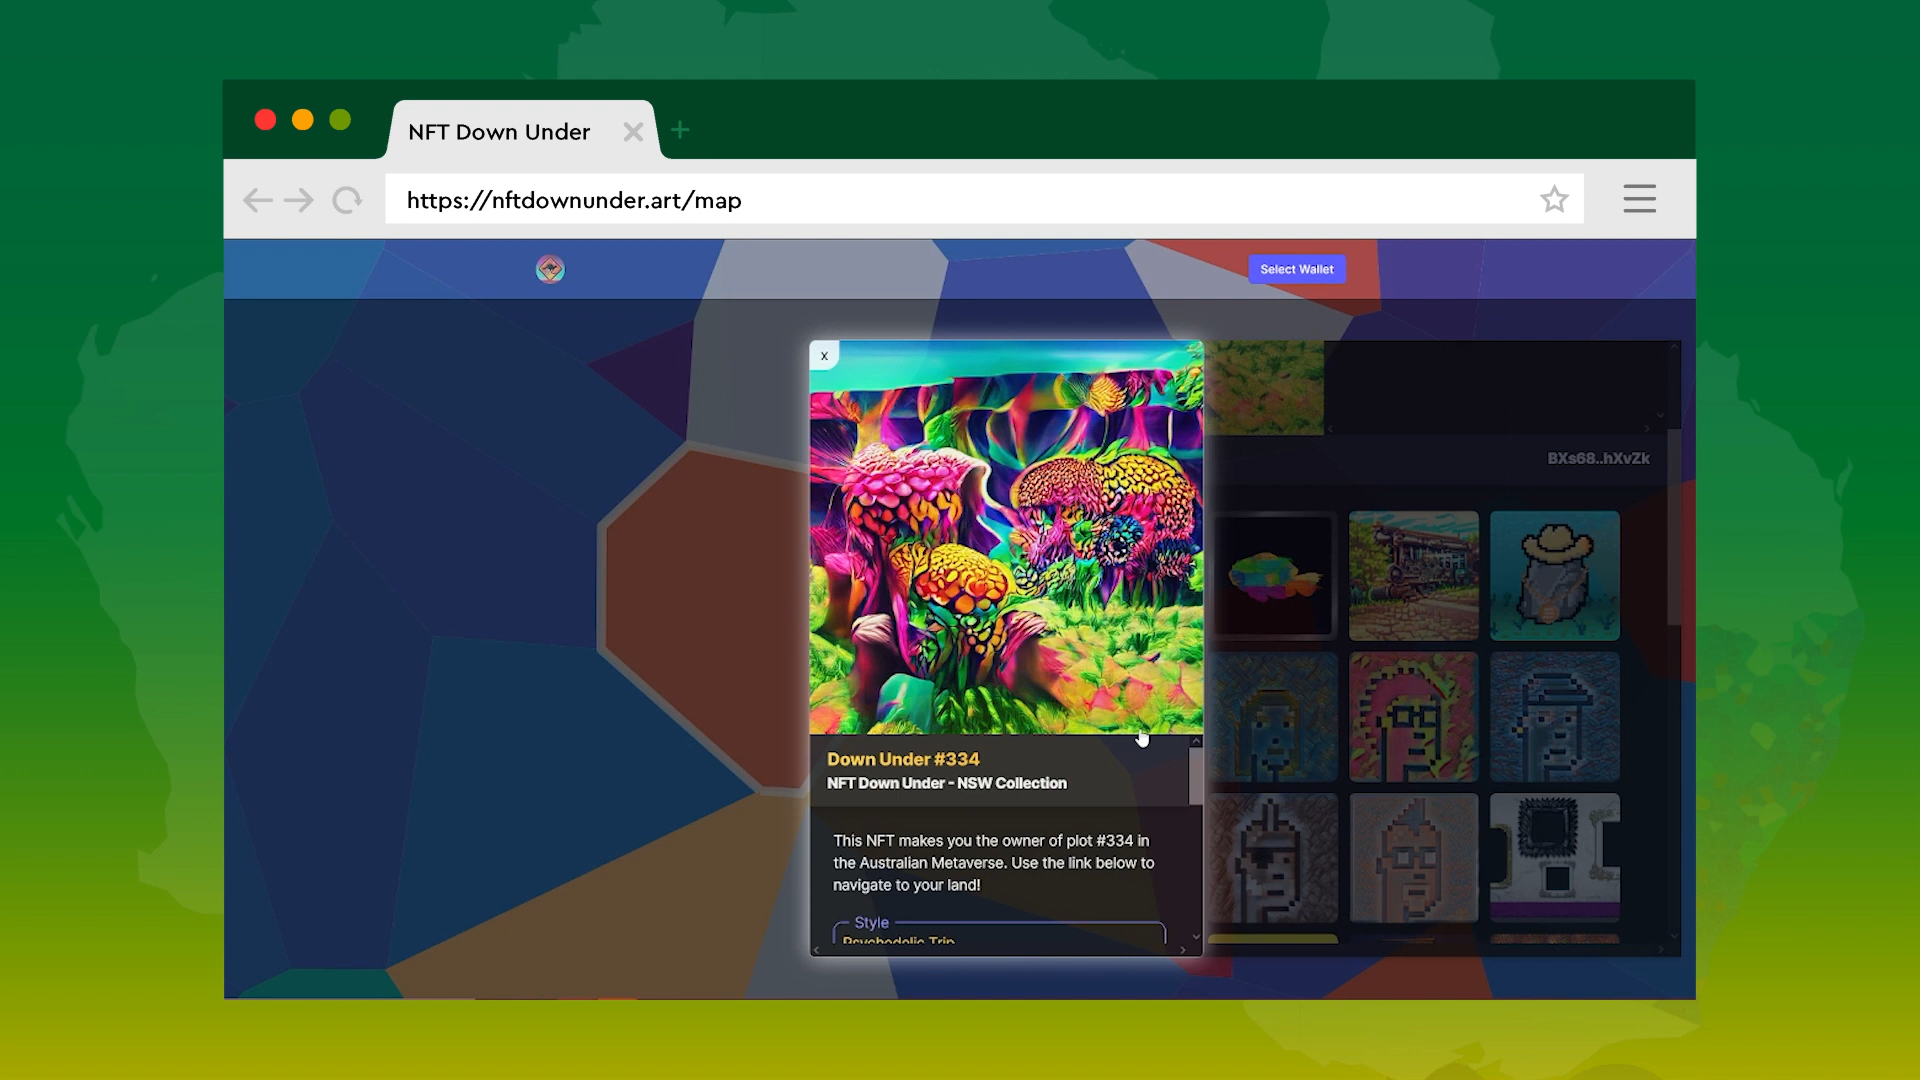 NFT Down Under
https://nftdownunder.art/map
Select Wallet
x
BXs68..hXvZk
Down Under #334
NFT Down Under - NSW Collection
This NFT makes you the owner of plot #334 in
the Australian Metaverse. Use the link below to
navigate to your land!
Style
Psychedelic Trip